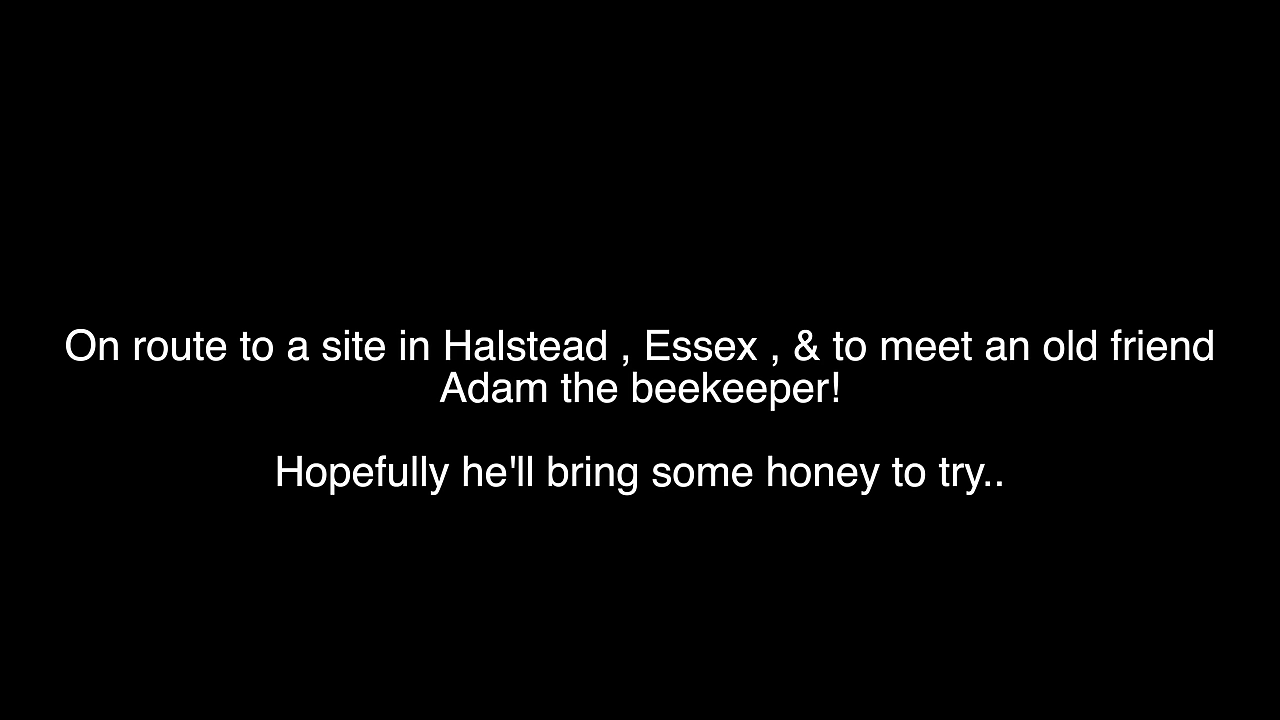 On route to a site in Halstead , Essex , & to meet an old friend
Adam the beekeeper!
Hopefully he'll bring some honey to try..